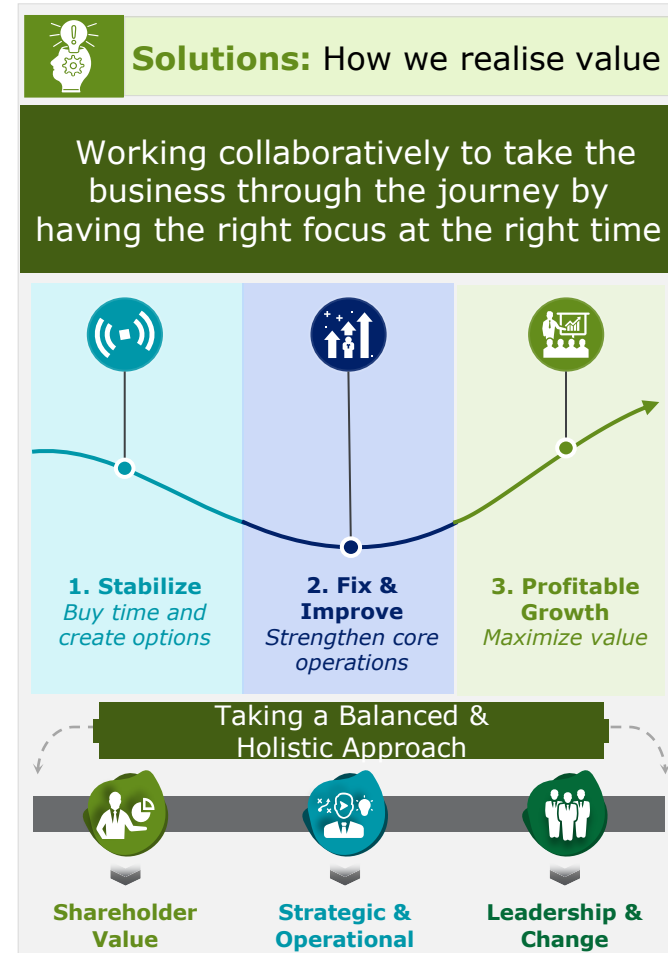 Solutions: How we realise value
Working collaboratively to take the
business through the journey by
having the right focus at the right time
1. Stabilize
Buy time and
create options
2. Fix &
Improve
Strengthen core
operations
3. Profitable
Growth
Maximize value
Taking a Balanced &
Holistic Approach
Shareholder
Value
Strategic &
Operational
Leadership &
Change